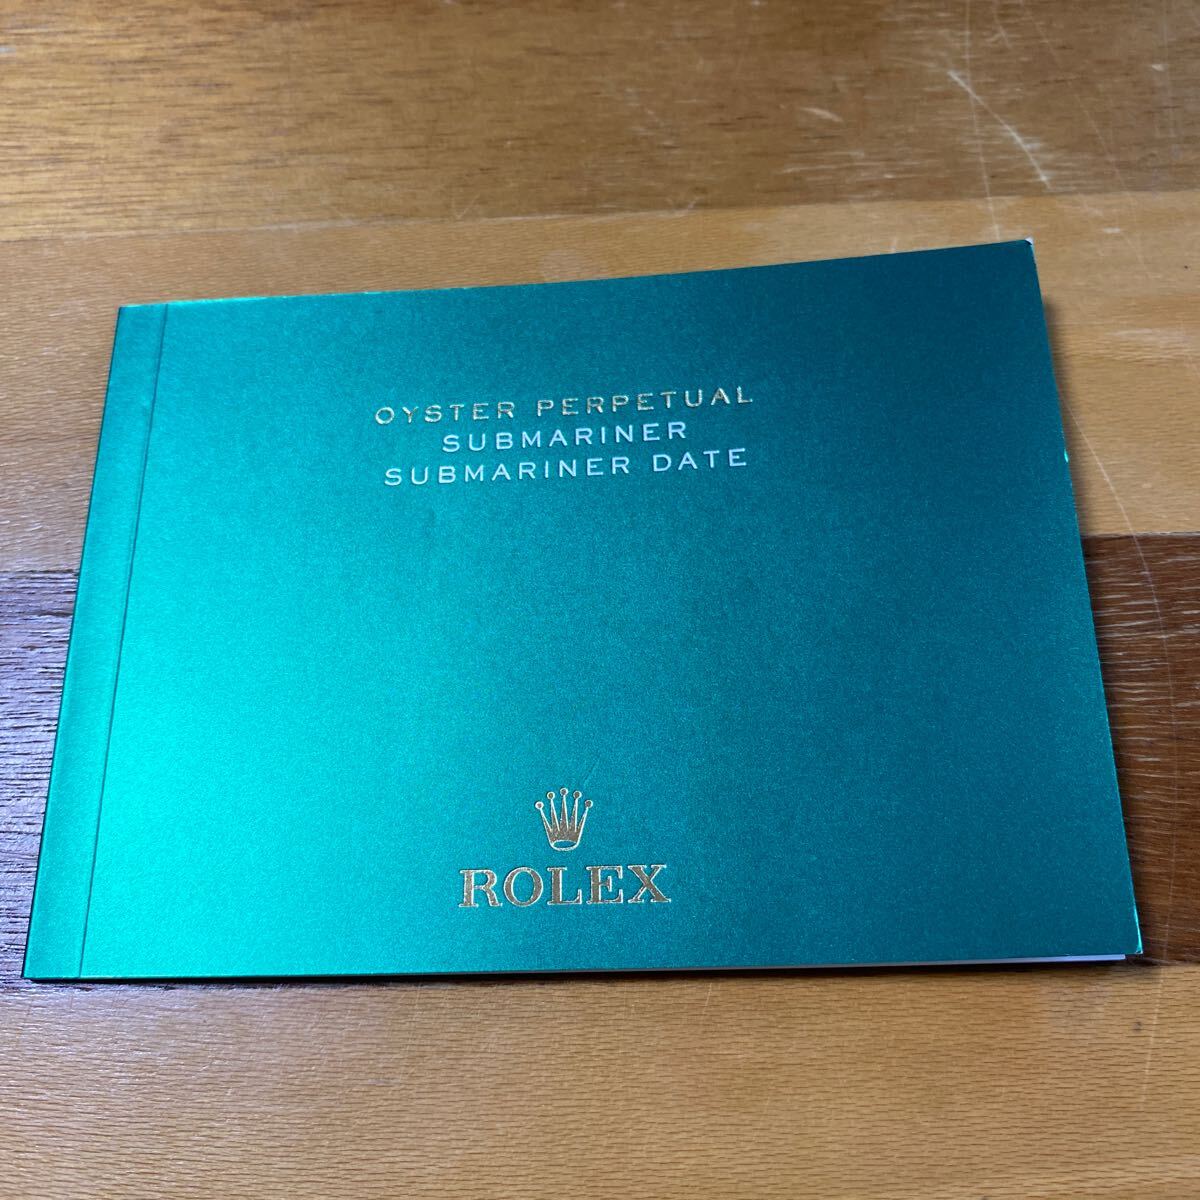 OYSTER PERPETUAL
SUBMARINER
SUBMARINER DATE
ROLEX